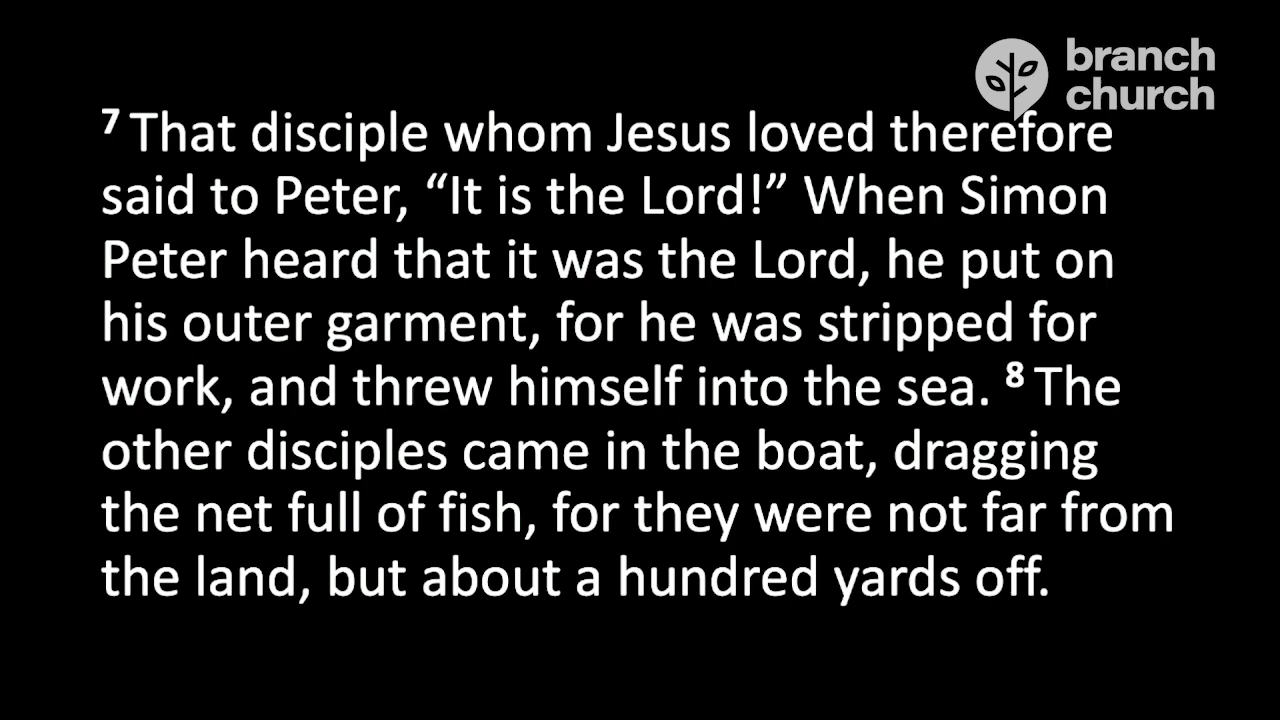 branch
church
⁷ That disciple whom Jesus loved therefore
said to Peter, “It is the Lord!” When Simon
Peter heard that it was the Lord, he put on
his outer garment, for he was stripped for
work, and threw himself into the sea. ⁸ The
other disciples came in the boat, dragging
the net full of fish, for they were not far from
the land, but about a hundred yards off.